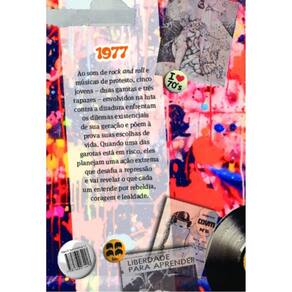 1977
Ao som de rock and roll e
músicas de protesto, cinco
jovens – duas garotas e três
rapazes – envolvidos na luta
contra a ditadura enfrentam
os dilemas existenciais
de sua geração e põem à
prova suas escolhas de
vida. Quando uma das
garotas está em risco, eles
planejam uma ação extrema
que desafia a repressão
e vai revelar o que cada
um entende por rebeldia,
coragem e lealdade.
I ❤
70's
LIBERDADE
PARA APRENDER